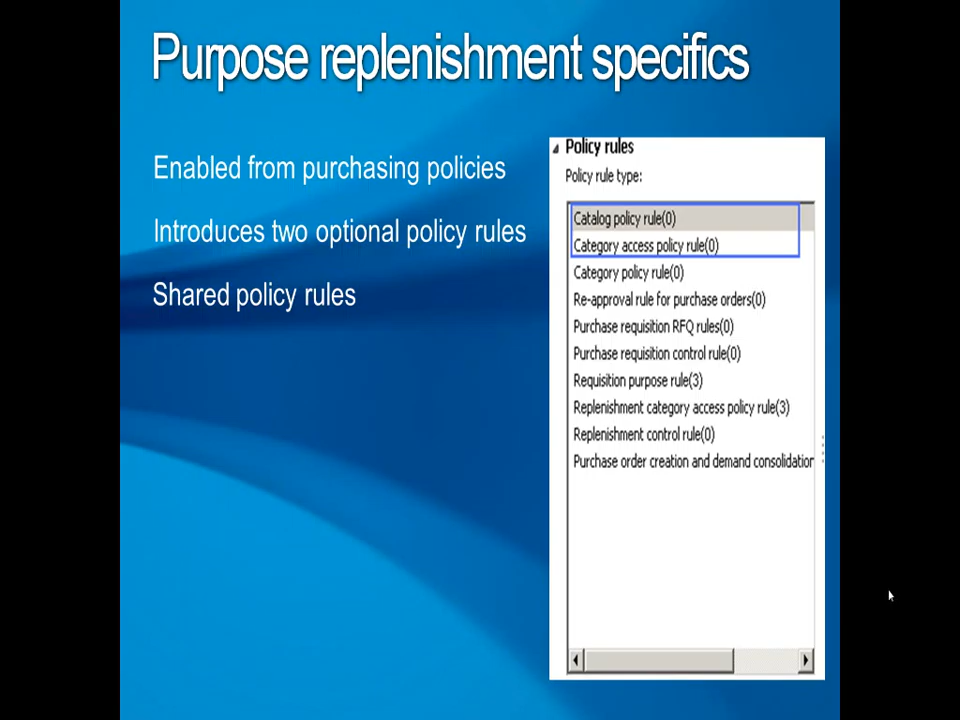 Purpose replenishment specifics
Enabled from purchasing policies
Introduces two optional policy rules
Shared policy rules
Policy rules
Policy rule type:
Catalog policy rule(0)
Category access policy rule(0)
Category policy rule(0)
Re-approval rule for purchase orders(0)
Purchase requisition RFQ rules(0)
Purchase requisition control rule(0)
Requisition purpose rule(3)
Replenishment category access policy rule(3)
Replenishment control rule(0)
Purchase order creation and demand consolidation